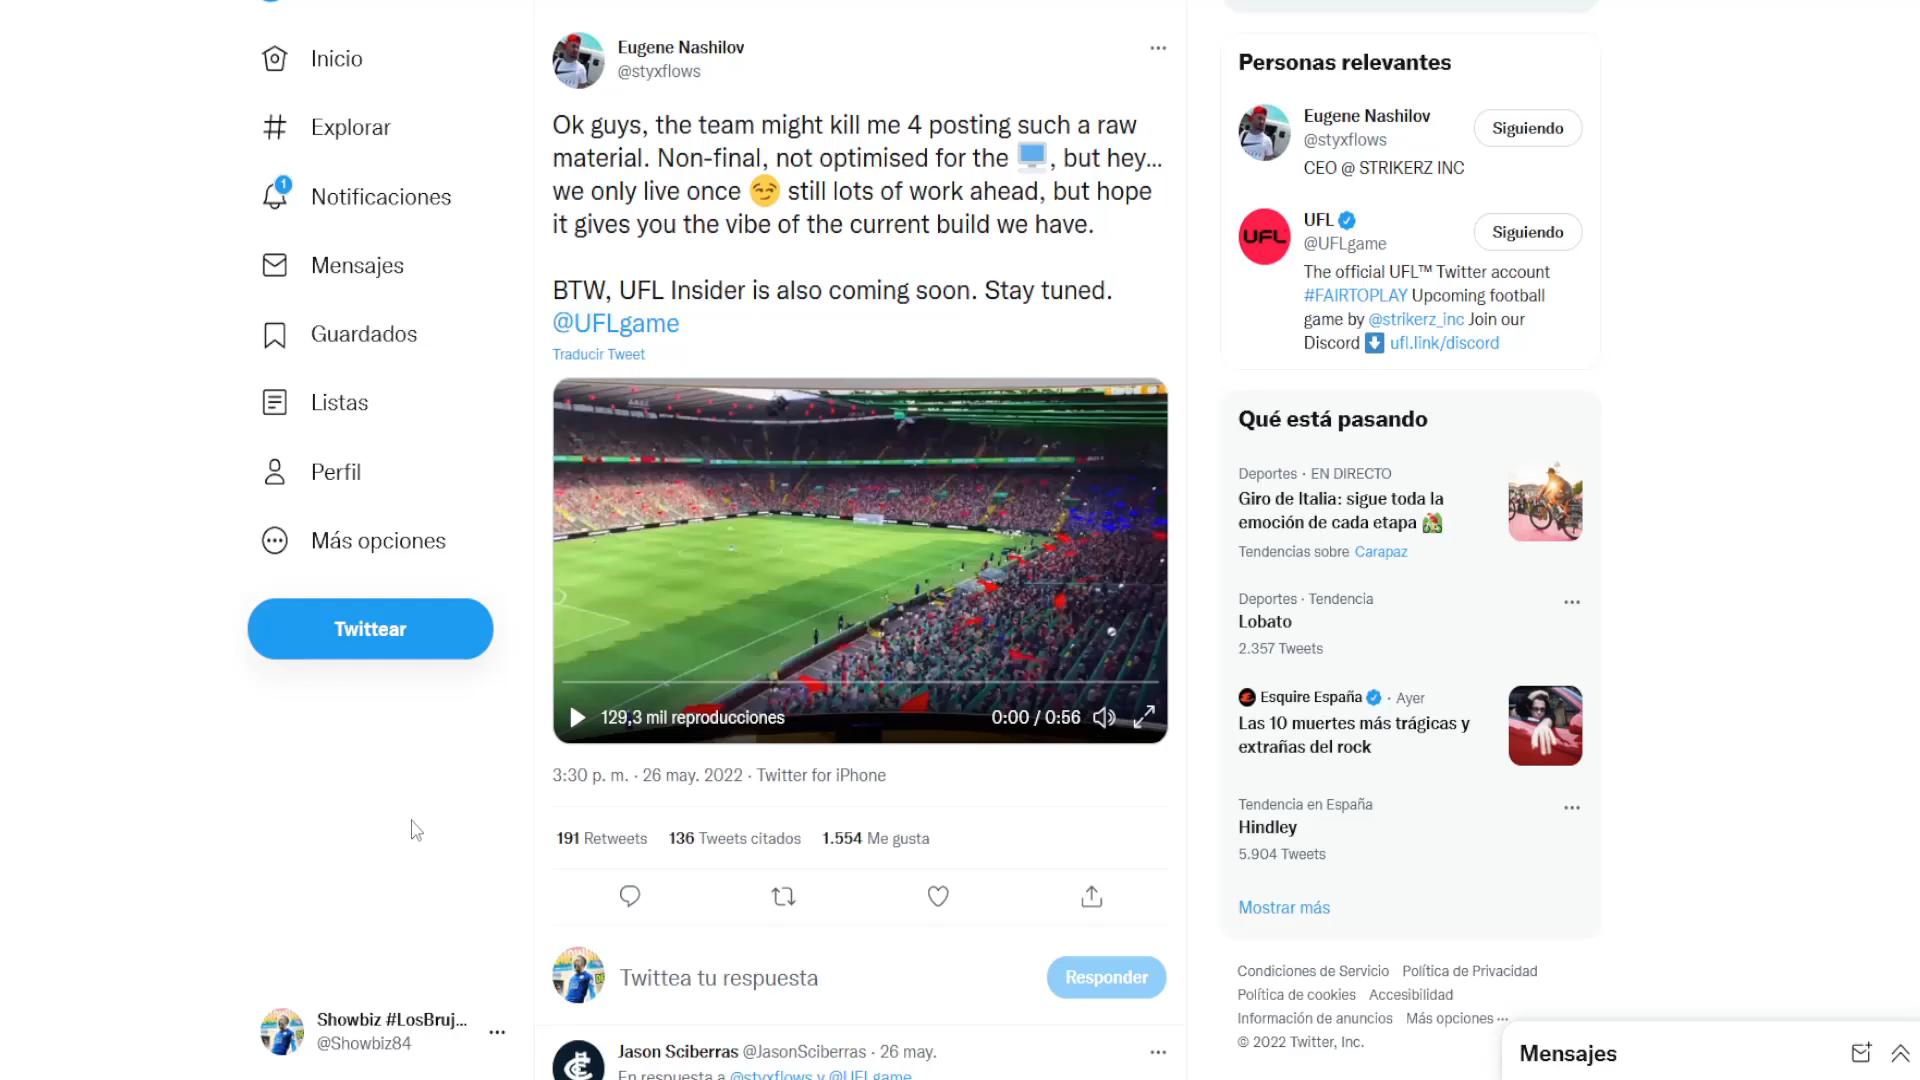 Inicio
Explorar
1
Notificaciones
Mensajes
Guardados
Listas
Perfil
Más opciones
Twittear
Showbiz #LosBruj...
@Showbiz84
Eugene Nashilov
@styxflows
Ok guys, the team might kill me 4 posting such a raw
material. Non-final, not optimised for the 🖥️, but hey...
we only live once 😏 still lots of work ahead, but hope
it gives you the vibe of the current build we have.
BTW, UFL Insider is also coming soon. Stay tuned.
@UFLgame
Traducir Tweet
129,3 mil reproducciones
0:00 / 0:56
3:30 p. m. · 26 may. 2022 · Twitter for iPhone
191 Retweets 136 Tweets citados 1.554 Me gusta
Twittea tu respuesta
Responder
Jason Sciberras @JasonSciberras · 26 may.
En respuesta a @styxflows y @UFLgame
Personas relevantes
Eugene Nashilov
@styxflows
Siguiendo
CEO @ STRIKERZ INC
UFL
UFL
@UFLgame
Siguiendo
The official UFL™ Twitter account
#FAIRTOPLAY Upcoming football
game by @strikerz_inc Join our
Discord ⬇️ ufl.link/discord
Qué está pasando
Deportes · EN DIRECTO
Giro de Italia: sigue toda la
emoción de cada etapa
Tendencias sobre Carapaz
Deportes · Tendencia
Lobato
2.357 Tweets
Esquire España · Ayer
Las 10 muertes más trágicas y
extrañas del rock
Tendencia en España
Hindley
5.904 Tweets
Mostrar más
Condiciones de Servicio Política de Privacidad
Política de cookies Accesibilidad
Información de anuncios Más opciones ···
© 2022 Twitter, Inc.
Mensajes